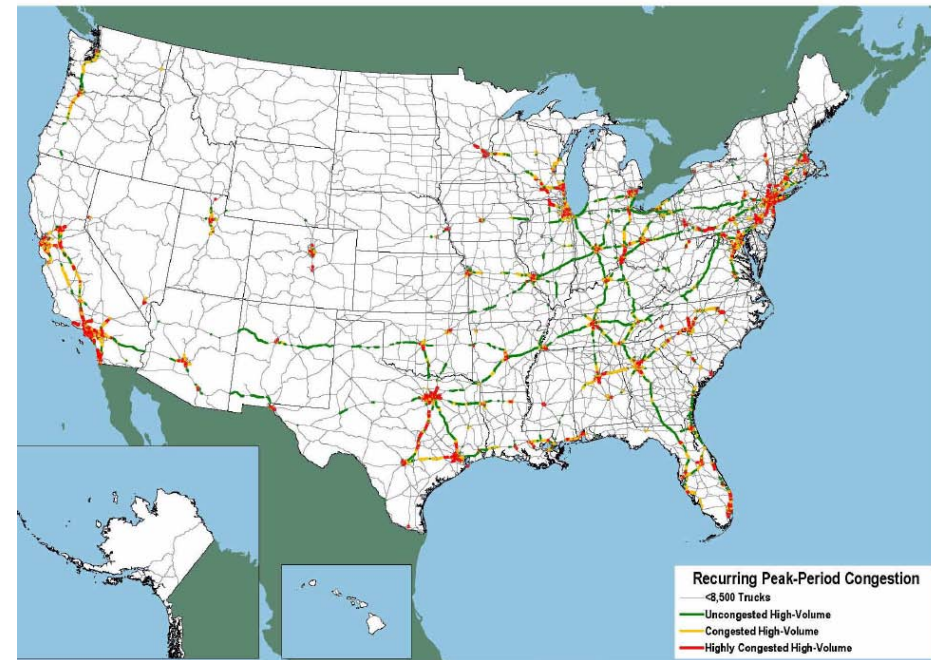 Recurring Peak-Period Congestion
<8,500 Trucks
Uncongested High-Volume
Congested High-Volume
Highly Congested High-Volume